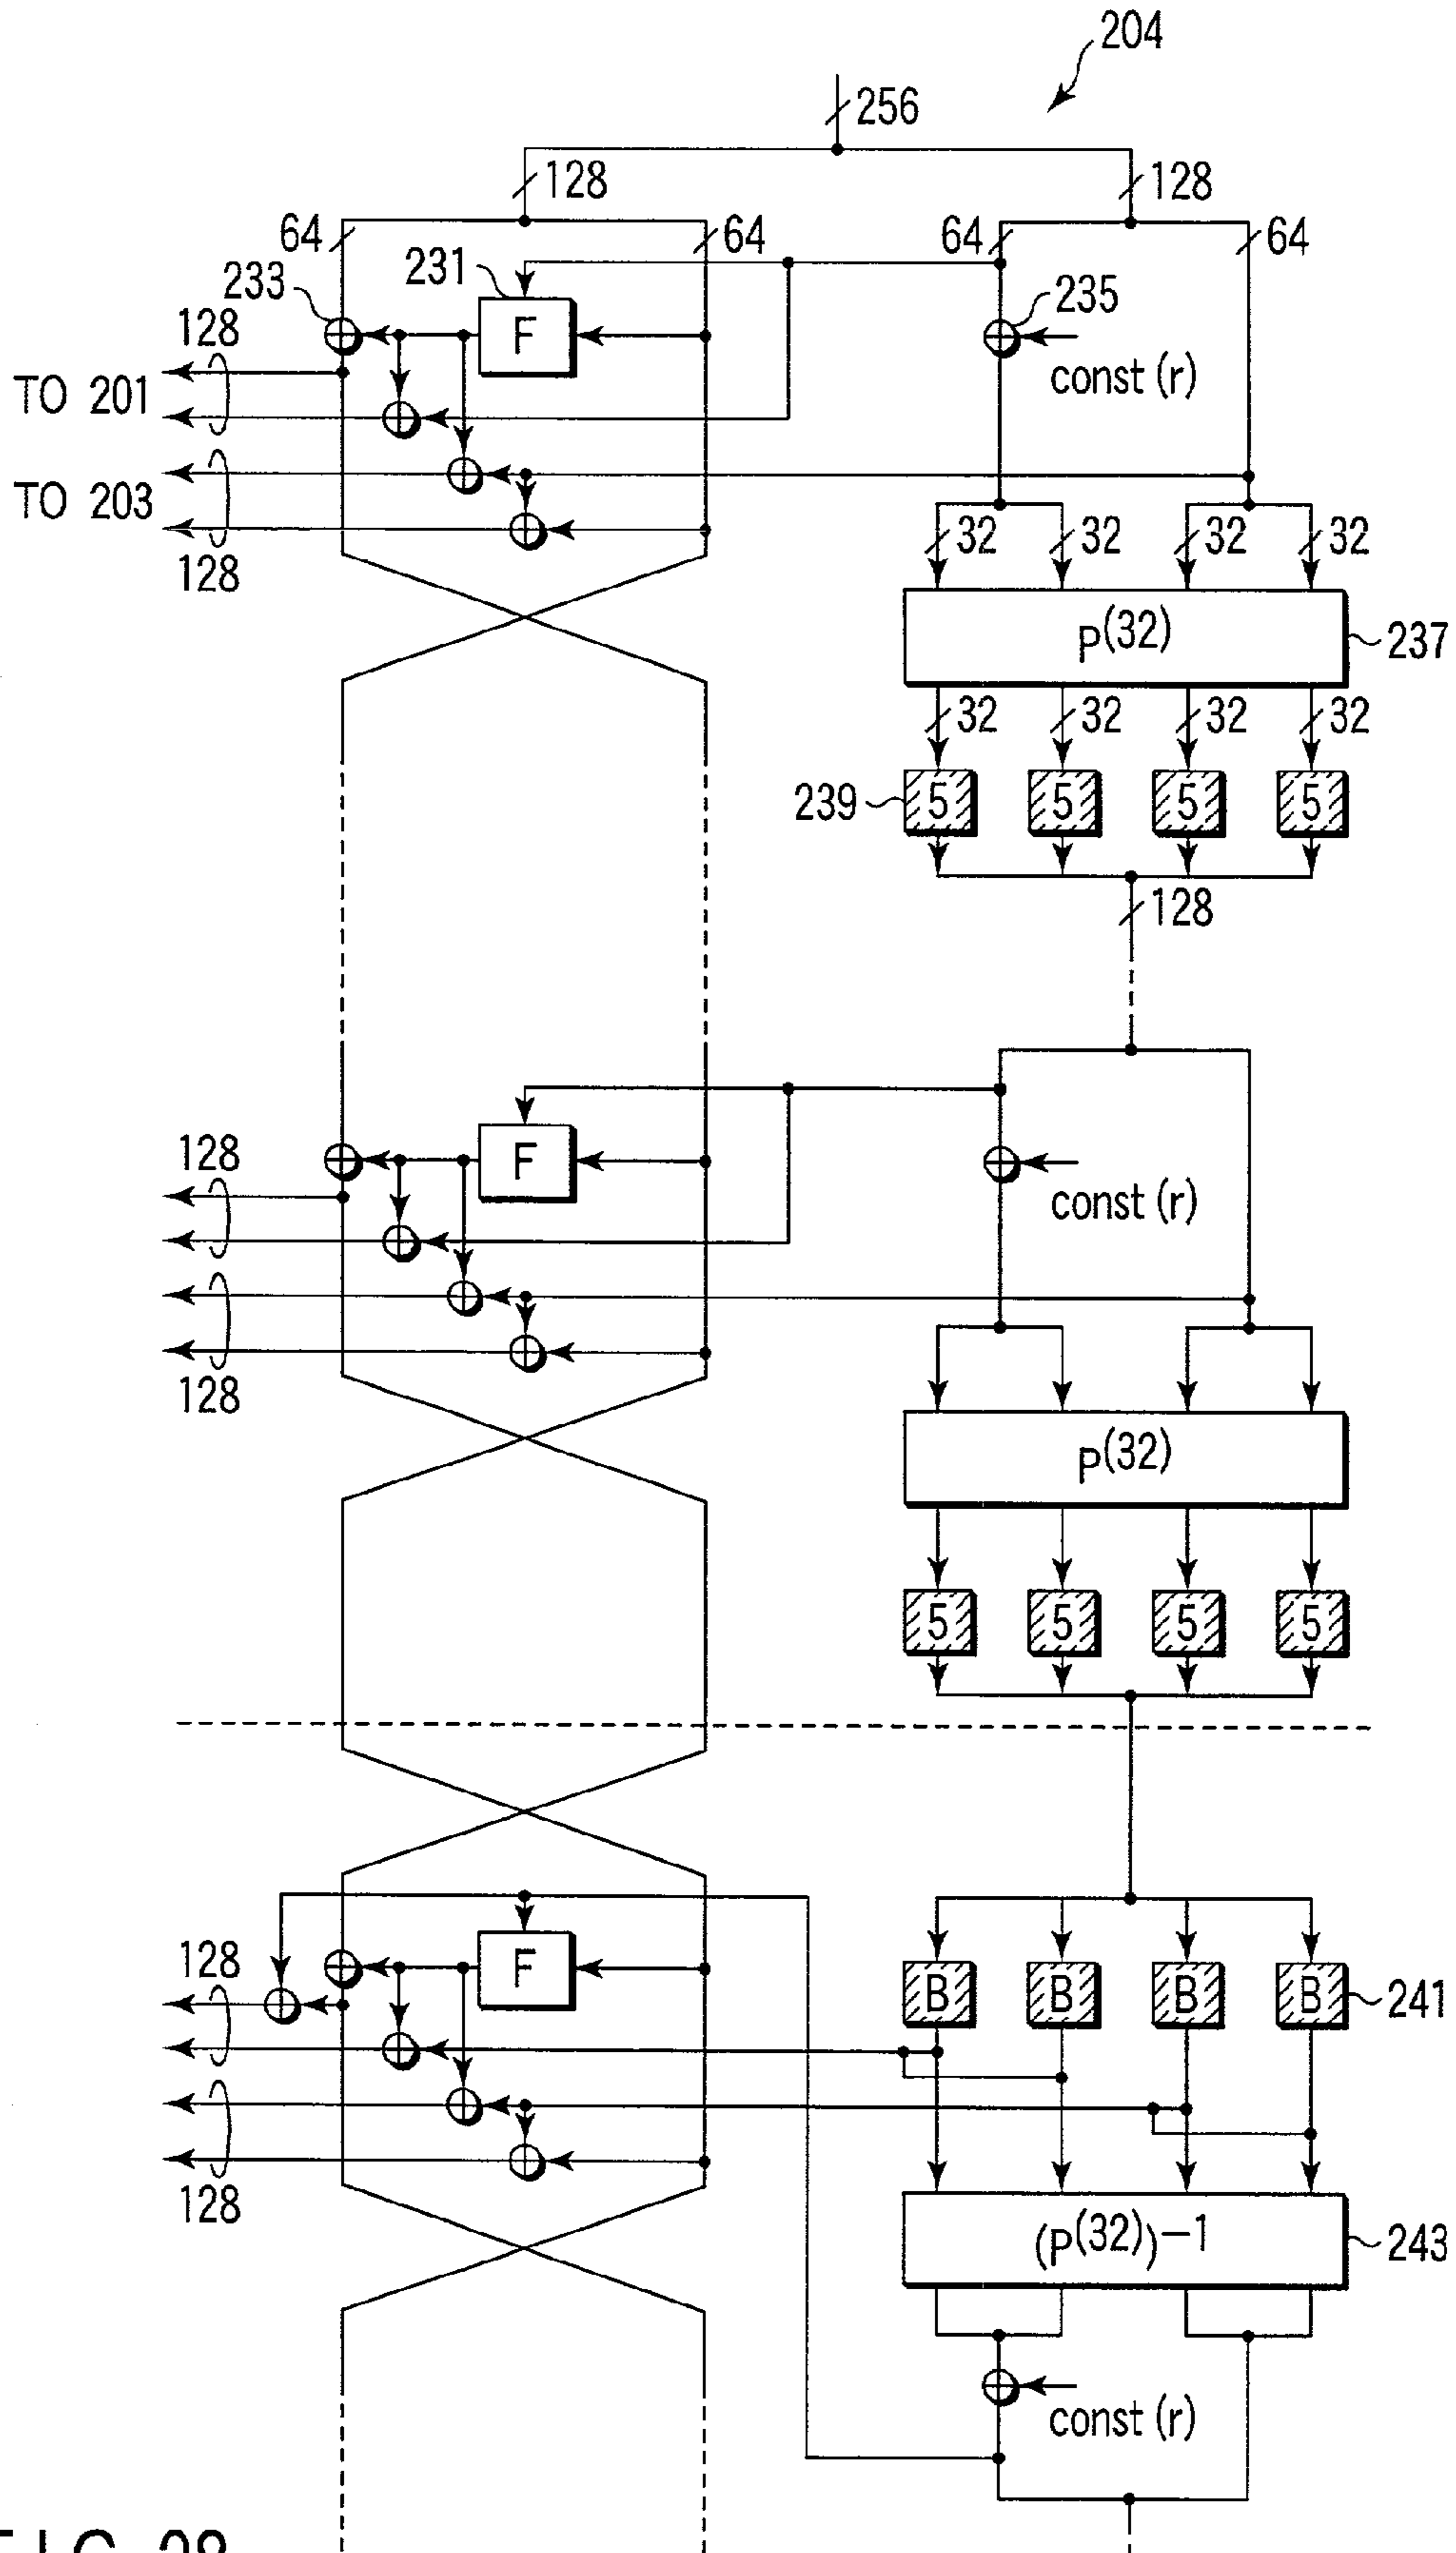 204
256
128 128
64 64 64 64
233 231 235
128 F
TO 201 const (r)
TO 203
128 32 32 32 32
P(32) 237
32 32 32 32
239 5 5 5 5
128
128 F
const (r)
128
P(32)
5 5 5 5
128 F B B B B 241
128
(P(32))−1 243
const (r)